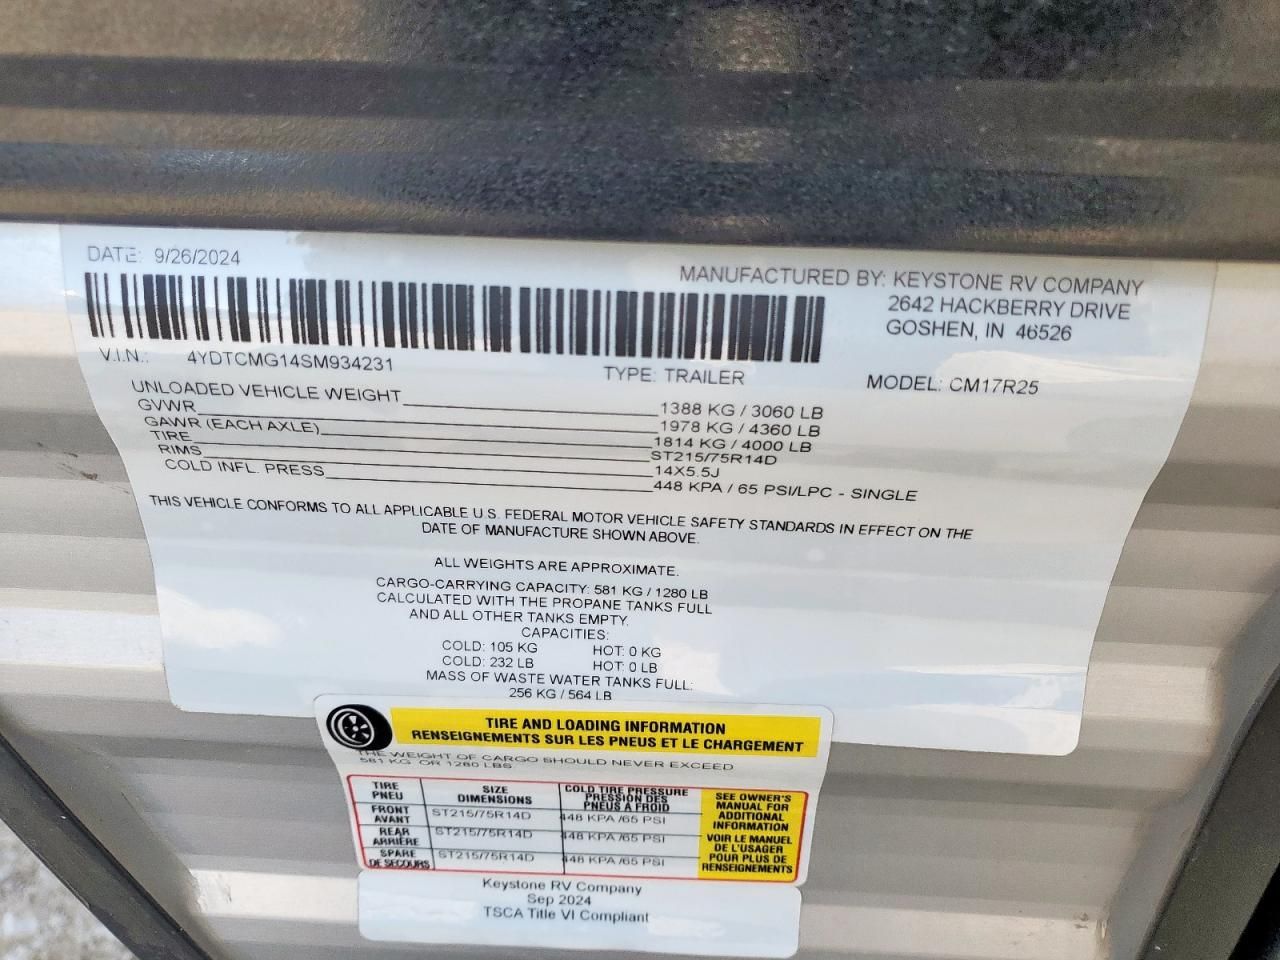 DATE: 9/26/2024
MANUFACTURED BY: KEYSTONE RV COMPANY
2642 HACKBERRY DRIVE
GOSHEN, IN 46526
V.I.N.: 4YDTCMG14SM934231
TYPE: TRAILER
MODEL: CM17R25
UNLOADED VEHICLE WEIGHT 1388 KG / 3060 LB
GVWR 1978 KG / 4360 LB
GAWR (EACH AXLE) 1814 KG / 4000 LB
TIRE ST215/75R14D
RIMS 14X5.5J
COLD INFL. PRESS 448 KPA / 65 PSI/LPC - SINGLE
THIS VEHICLE CONFORMS TO ALL APPLICABLE U.S. FEDERAL MOTOR VEHICLE SAFETY STANDARDS IN EFFECT ON THE
DATE OF MANUFACTURE SHOWN ABOVE.
ALL WEIGHTS ARE APPROXIMATE.
CARGO-CARRYING CAPACITY: 581 KG / 1280 LB
CALCULATED WITH THE PROPANE TANKS FULL
AND ALL OTHER TANKS EMPTY.
CAPACITIES:
COLD: 105 KG HOT: 0 KG
COLD: 232 LB HOT: 0 LB
MASS OF WASTE WATER TANKS FULL:
256 KG / 564 LB
TIRE AND LOADING INFORMATION
RENSEIGNEMENTS SUR LES PNEUS ET LE CHARGEMENT
THE WEIGHT OF CARGO SHOULD NEVER EXCEED
581 KG OR 1280 LBS
TIRE
PNEU
SIZE
DIMENSIONS
COLD TIRE PRESSURE
PRESSION DES
PNEUS A FROID
FRONT
AVANT
ST215/75R14D
448 KPA /65 PSI
REAR
ARRIÈRE
ST215/75R14D
448 KPA /65 PSI
SPARE
DE SECOURS
ST215/75R14D
448 KPA /65 PSI
SEE OWNER'S
MANUAL FOR
ADDITIONAL
INFORMATION
VOIR LE MANUEL
DE L'USAGER
POUR PLUS DE
RENSEIGNEMENTS
Keystone RV Company
Sep 2024
TSCA Title VI Compliant